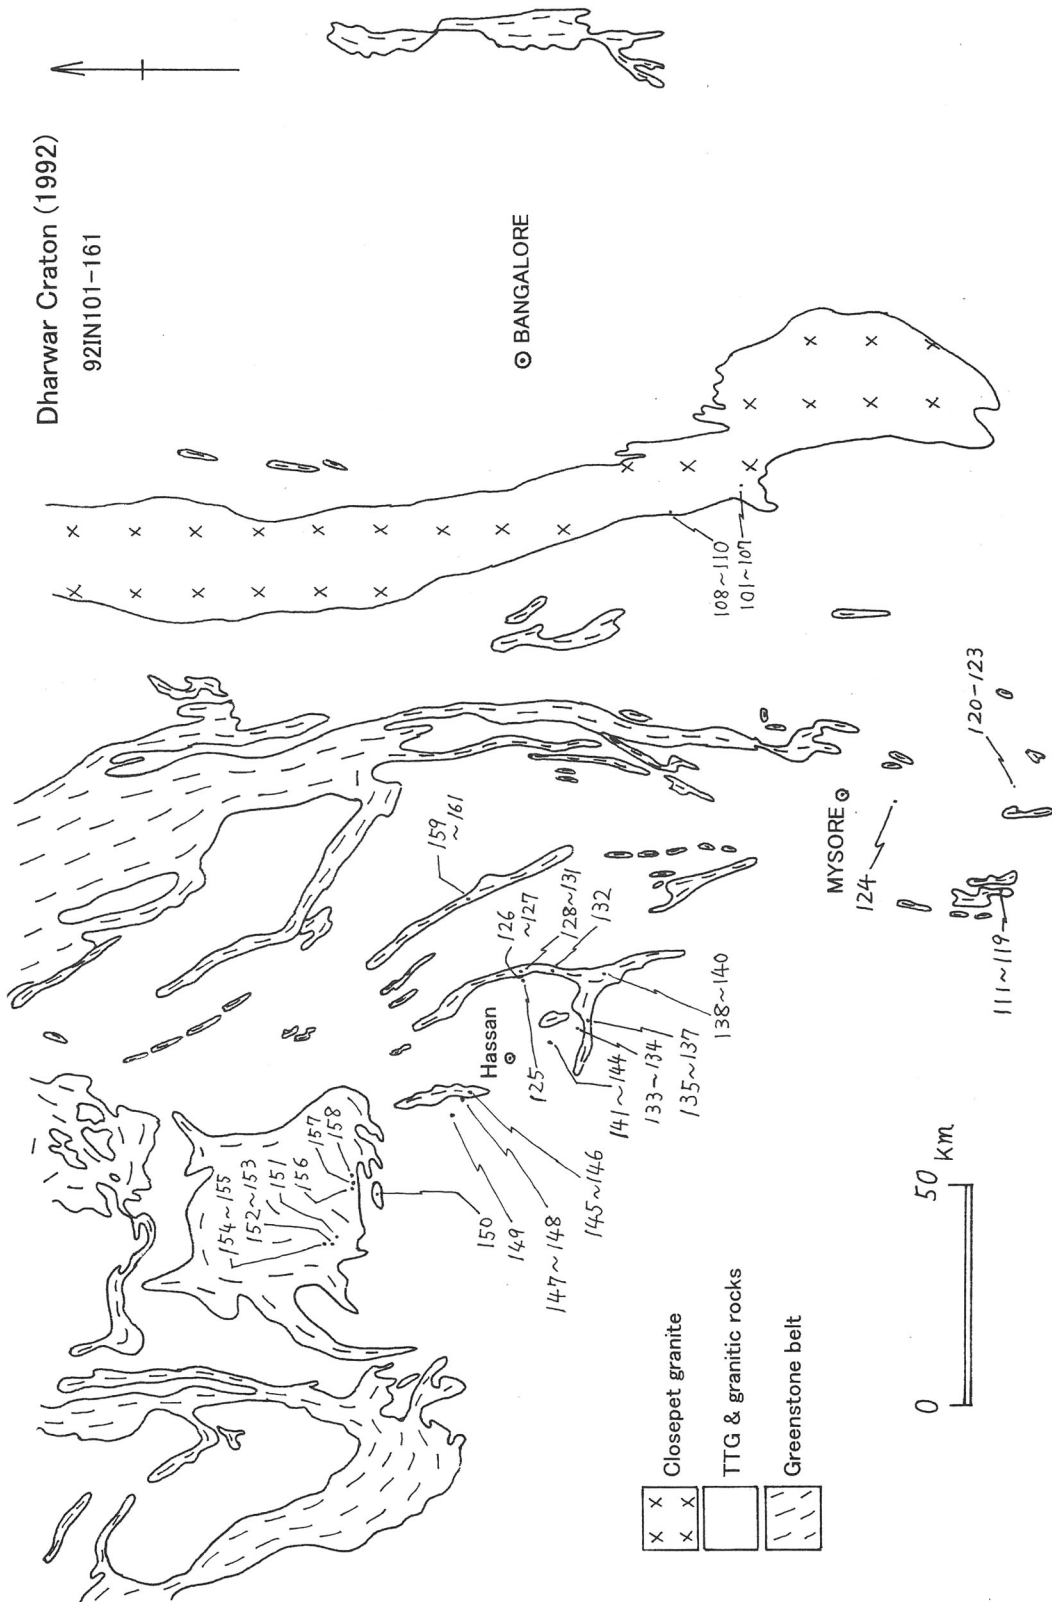 Dharwar Craton (1992)
92IN101-161
BANGALORE
108~110
101~107
120-123
MYSORE
124
111~119
159
~161
126
~127
128~131
132
138~140
Hassan
125
141~144
133~134
135~137
157
158
151
156
152~153
154~155
150
149
147~148
145~146
0 50 km
Closepet granite
TTG & granitic rocks
Greenstone belt